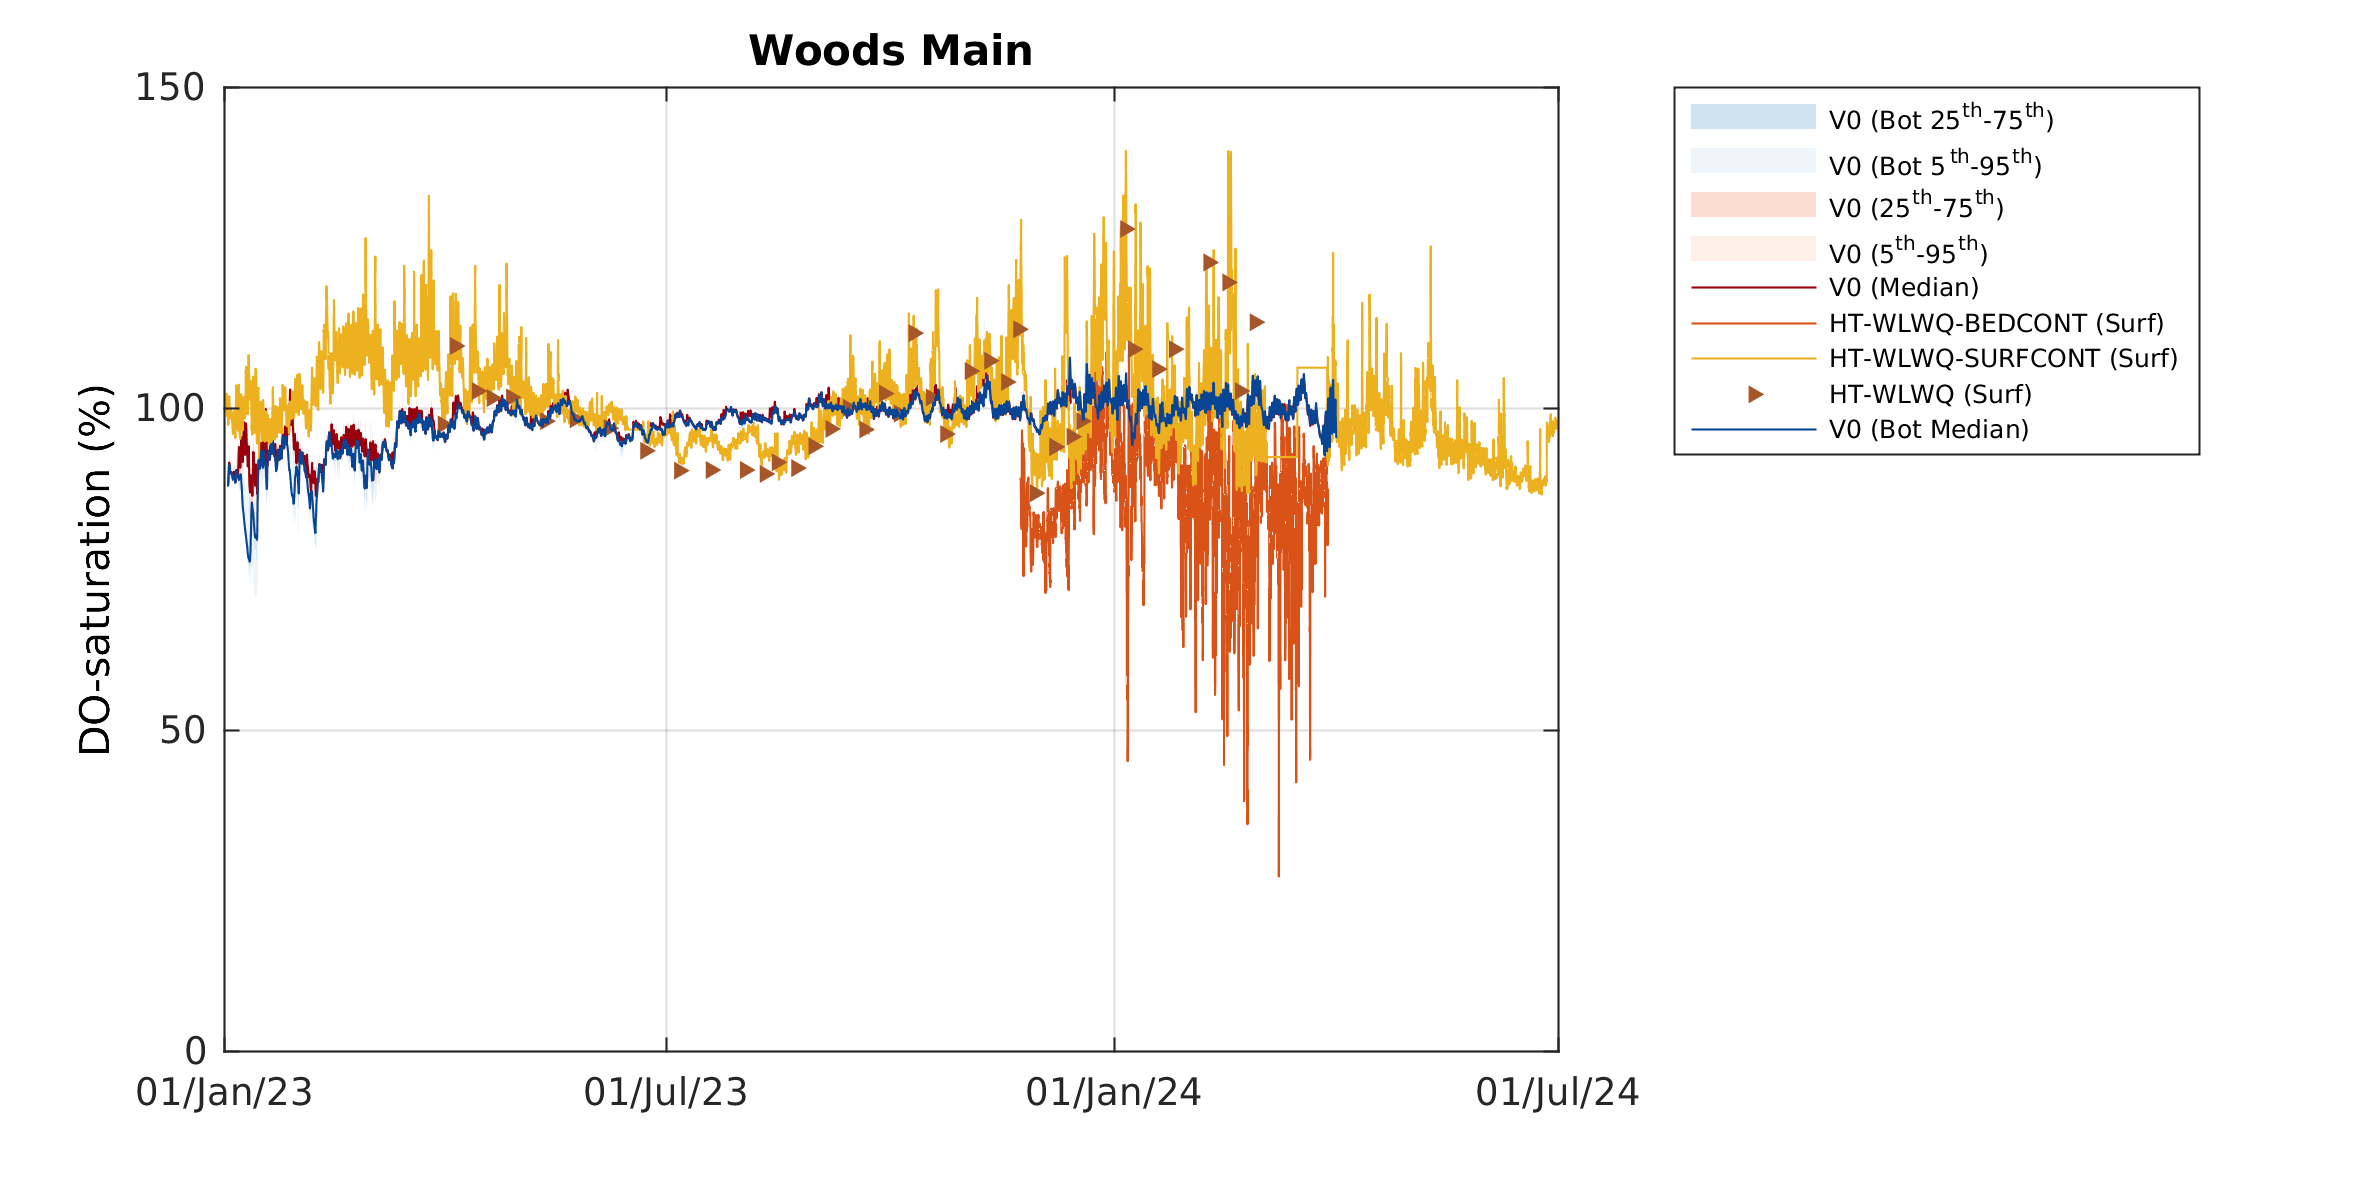 Woods Main
150
100
50
0
DO-saturation (%)
01/Jan/23
01/Jul/23
01/Jan/24
01/Jul/24
V0 (Bot 25th-75th)
V0 (Bot 5th-95th)
V0 (25th-75th)
V0 (5th-95th)
V0 (Median)
HT-WLWQ-BEDCONT (Surf)
HT-WLWQ-SURFCONT (Surf)
HT-WLWQ (Surf)
V0 (Bot Median)